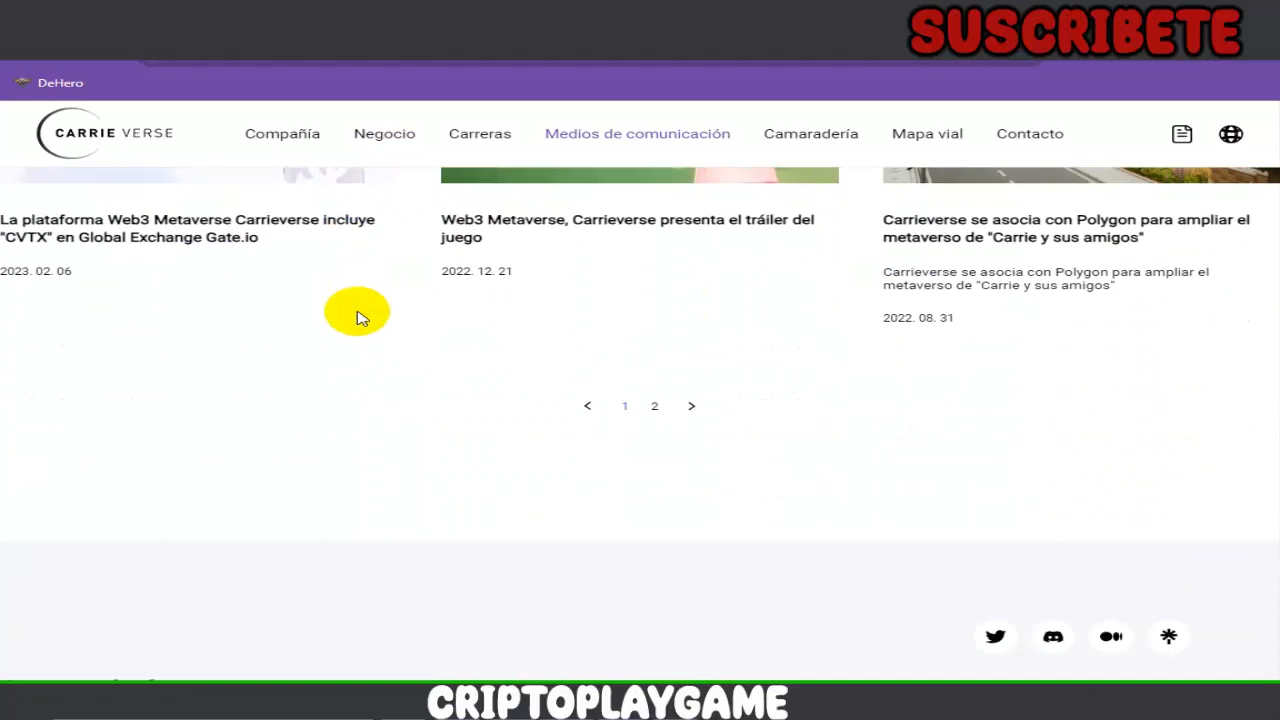 SUSCRIBETE
DeHero
CARRIE VERSE
Compañía
Negocio
Carreras
Medios de comunicación
Camaradería
Mapa vial
Contacto
La plataforma Web3 Metaverse Carrieverse incluye
"CVTX" en Global Exchange Gate.io
2023. 02. 06
Web3 Metaverse, Carrieverse presenta el tráiler del
juego
2022. 12. 21
Carrieverse se asocia con Polygon para ampliar el
metaverso de "Carrie y sus amigos"
Carrieverse se asocia con Polygon para ampliar el
metaverso de "Carrie y sus amigos"
2022. 08. 31
< 1 2 >
CRIPTOPLAYGAME